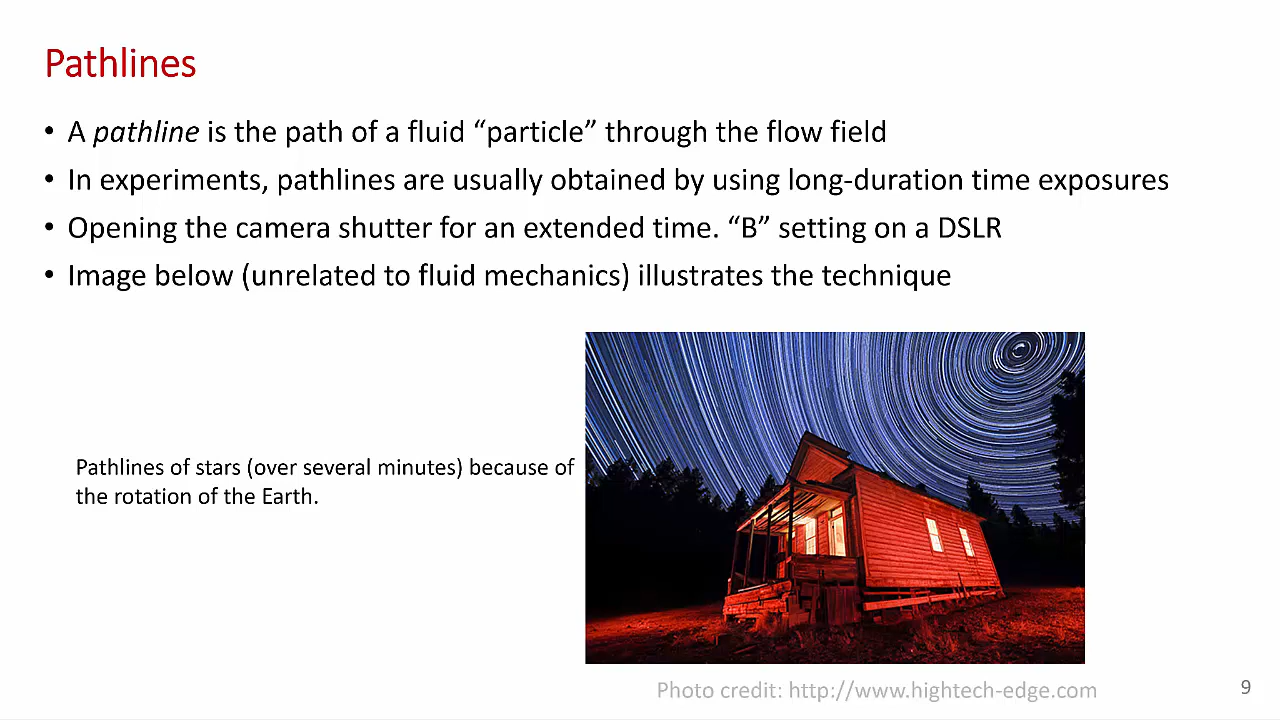 Pathlines
• A pathline is the path of a fluid “particle” through the flow field
• In experiments, pathlines are usually obtained by using long-duration time exposures
• Opening the camera shutter for an extended time. “B” setting on a DSLR
• Image below (unrelated to fluid mechanics) illustrates the technique
Pathlines of stars (over several minutes) because of
the rotation of the Earth.
Photo credit: http://www.hightech-edge.com
9